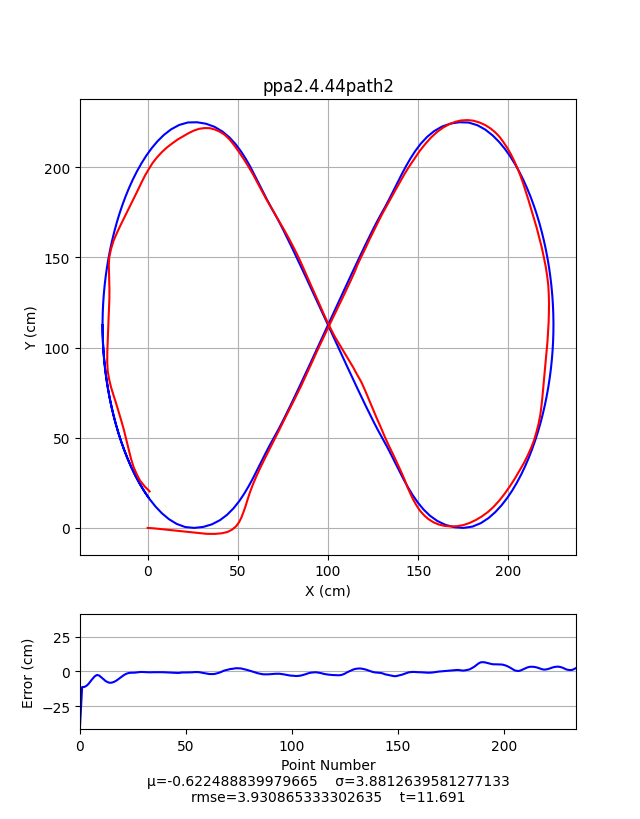 ppa2.4.44path2
200
150
100
50
0
Y (cm)
0 50 100 150 200
X (cm)
25
0
−25
Error (cm)
0 50 100 150 200
Point Number
μ=-0.622488839979665 σ=3.8812639581277133
rmse=3.930865333302635 t=11.691